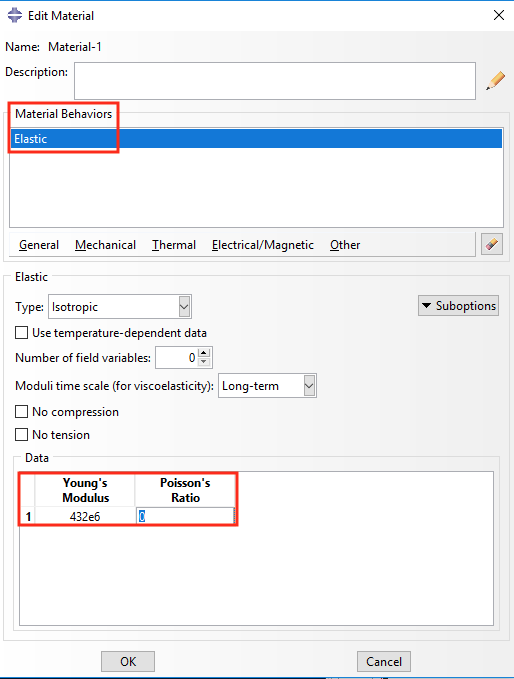 Edit Material
Name: Material-1
Description:
Material Behaviors
Elastic
General Mechanical Thermal Electrical/Magnetic Other
Elastic
Type: Isotropic
Suboptions
Use temperature-dependent data
Number of field variables: 0
Moduli time scale (for viscoelasticity): Long-term
No compression
No tension
Data
Young's Poisson's
Modulus Ratio
1 432e6 0
OK Cancel